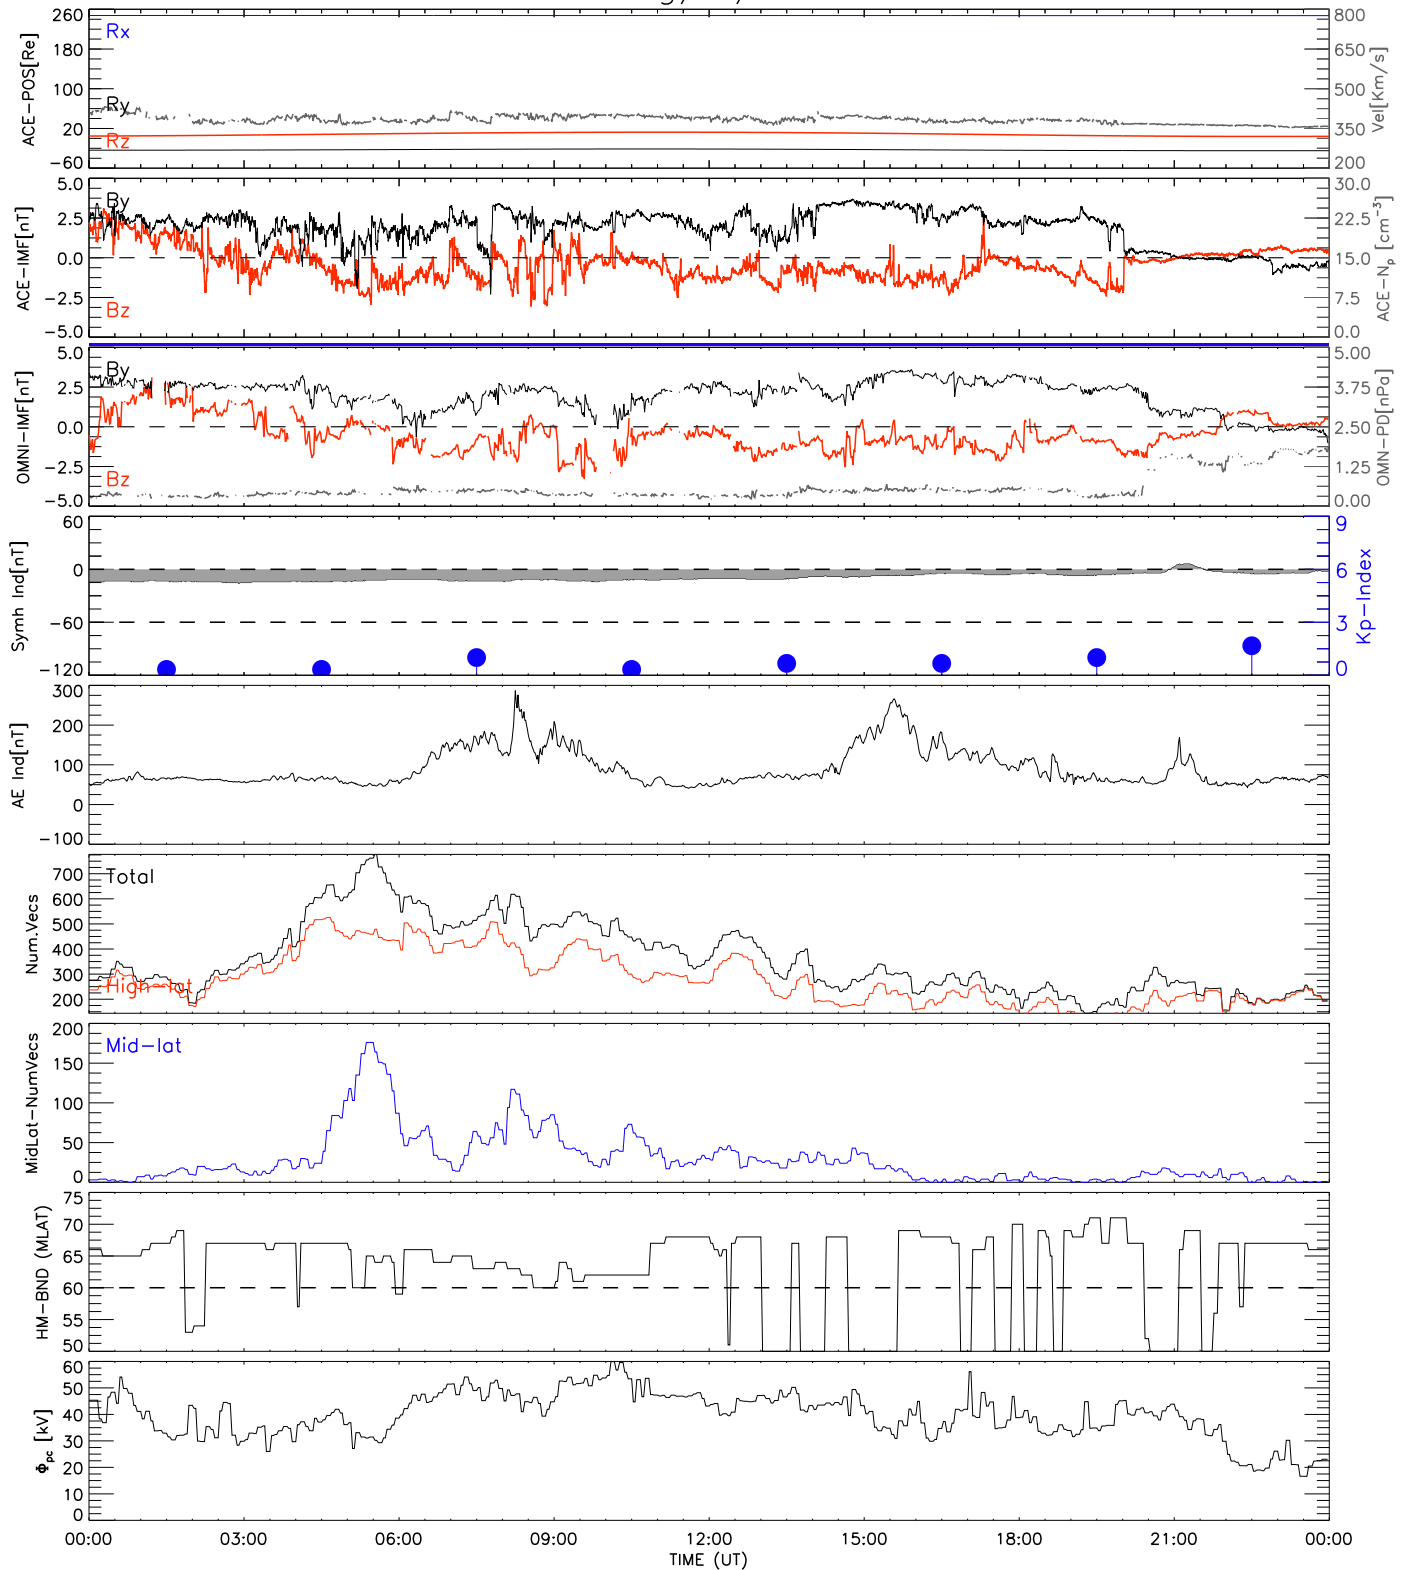 260
180
100
20
−60
ACE−POS[Re]
Rx
Ry
Rz
800
650
500
350
200
Vel[Km/s]
5.0
2.5
0.0
−2.5
−5.0
ACE−IMF[nT]
By
Bz
30.0
22.5
15.0
7.5
0.0
ACE−Np [cm−3]
5.0
2.5
0.0
−2.5
−5.0
OMNI−IMF[nT]
By
Bz
5.00
3.75
2.50
1.25
0.00
OMN−PD[nPa]
60
0
−60
−120
Symh Ind[nT]
9
6
3
0
Kp−Index
300
200
100
0
−100
AE Ind[nT]
700
600
500
400
300
200
Num.Vecs
Total
High−lat
200
150
100
50
0
MidLat−NumVecs
Mid−lat
75
70
65
60
55
50
HM−BND (MLAT)
60
50
40
30
20
10
0
Φpc [kV]
00:00 03:00 06:00 09:00 12:00 15:00 18:00 21:00 00:00
TIME (UT)